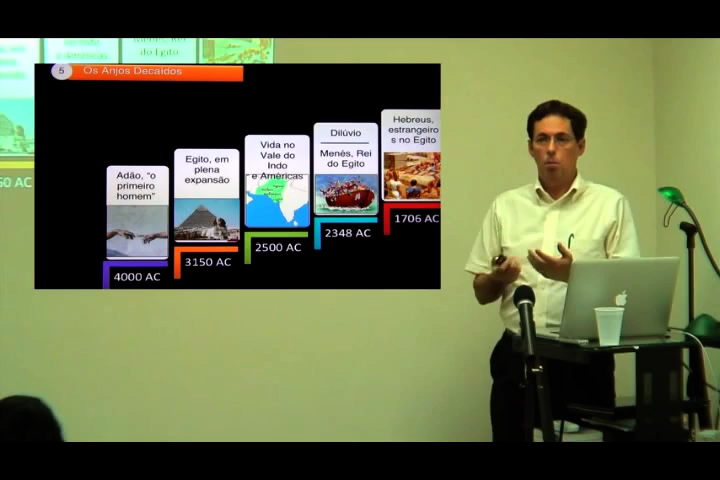 do Egito
50 AC
5 Os Anjos Decaídos
Adão, "o
primeiro
homem"
4000 AC
Egito, em
plena
expansão
3150 AC
Vida no
Vale do
Indo
e Américas
2500 AC
Dilúvio
Menés, Rei
do Egito
2348 AC
Hebreus,
estrangeiro
s no Egito
1706 AC